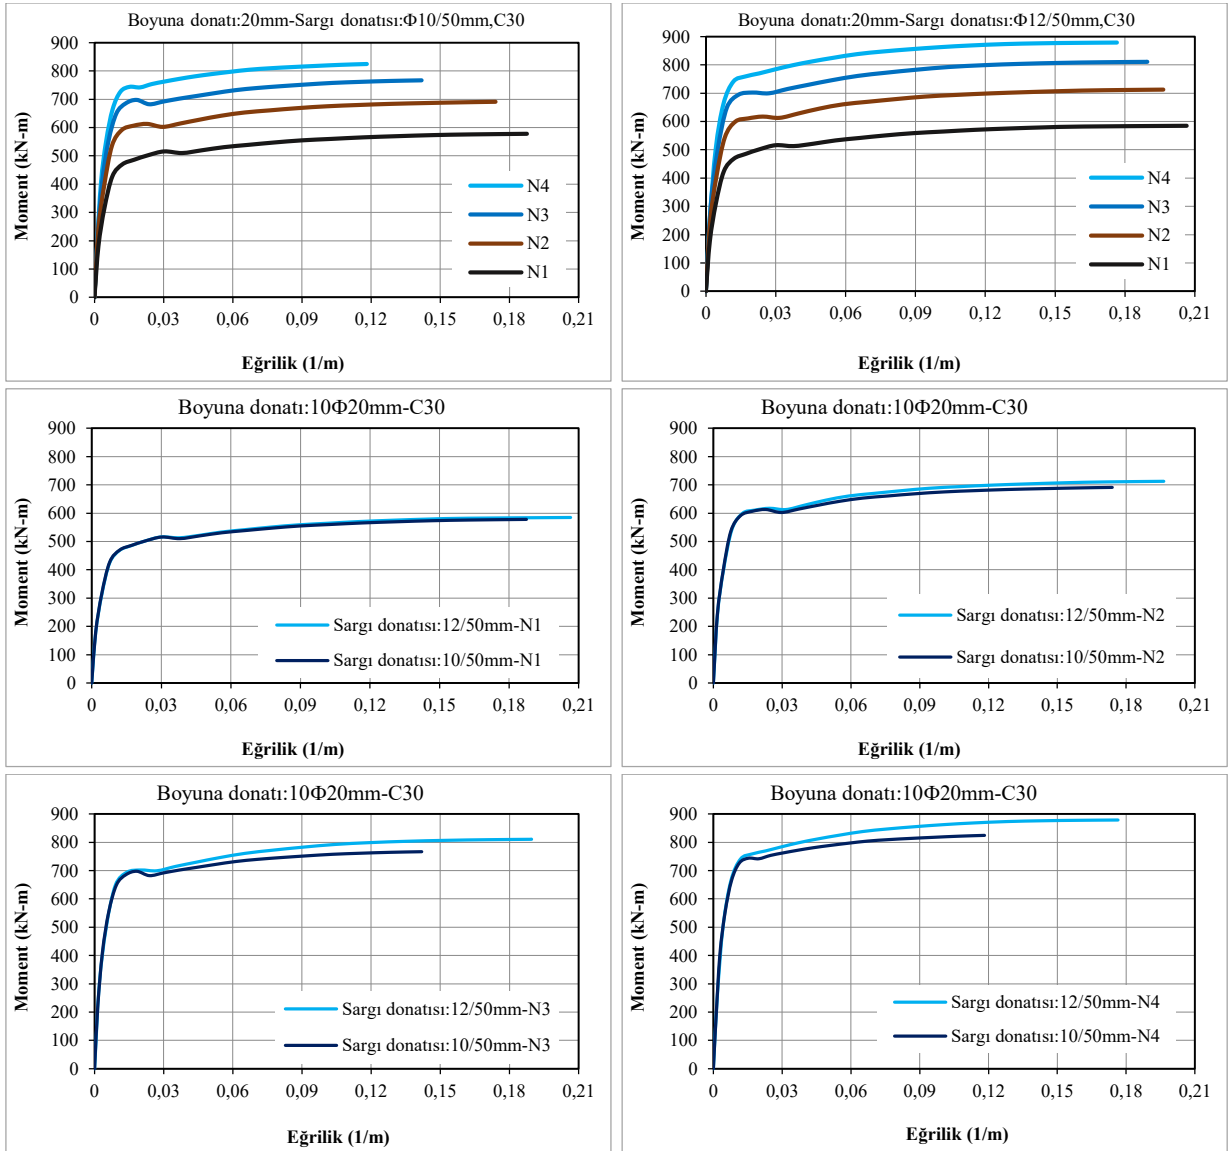 Boyuna donatı:20mm-Sargı donatısı:Φ10/50mm,C30
Moment (kN-m)
900
800
700
600
500
400
300
200
100
0
N4
N3
N2
N1
0 0,03 0,06 0,09 0,12 0,15 0,18 0,21
Eğrilik (1/m)
Boyuna donatı:20mm-Sargı donatısı:Φ12/50mm,C30
Moment (kN-m)
900
800
700
600
500
400
300
200
100
0
N4
N3
N2
N1
0 0,03 0,06 0,09 0,12 0,15 0,18 0,21
Eğrilik (1/m)
Boyuna donatı:10Φ20mm-C30
Moment (kN-m)
900
800
700
600
500
400
300
200
100
0
Sargı donatısı:12/50mm-N1
Sargı donatısı:10/50mm-N1
0 0,03 0,06 0,09 0,12 0,15 0,18 0,21
Eğrilik (1/m)
Boyuna donatı:10Φ20mm-C30
Moment (kN-m)
900
800
700
600
500
400
300
200
100
0
Sargı donatısı:12/50mm-N2
Sargı donatısı:10/50mm-N2
0 0,03 0,06 0,09 0,12 0,15 0,18 0,21
Eğrilik (1/m)
Boyuna donatı:10Φ20mm-C30
Moment (kN-m)
900
800
700
600
500
400
300
200
100
0
Sargı donatısı:12/50mm-N3
Sargı donatısı:10/50mm-N3
0 0,03 0,06 0,09 0,12 0,15 0,18 0,21
Eğrilik (1/m)
Boyuna donatı:10Φ20mm-C30
Moment (kN-m)
900
800
700
600
500
400
300
200
100
0
Sargı donatısı:12/50mm-N4
Sargı donatısı:10/50mm-N4
0 0,03 0,06 0,09 0,12 0,15 0,18 0,21
Eğrilik (1/m)